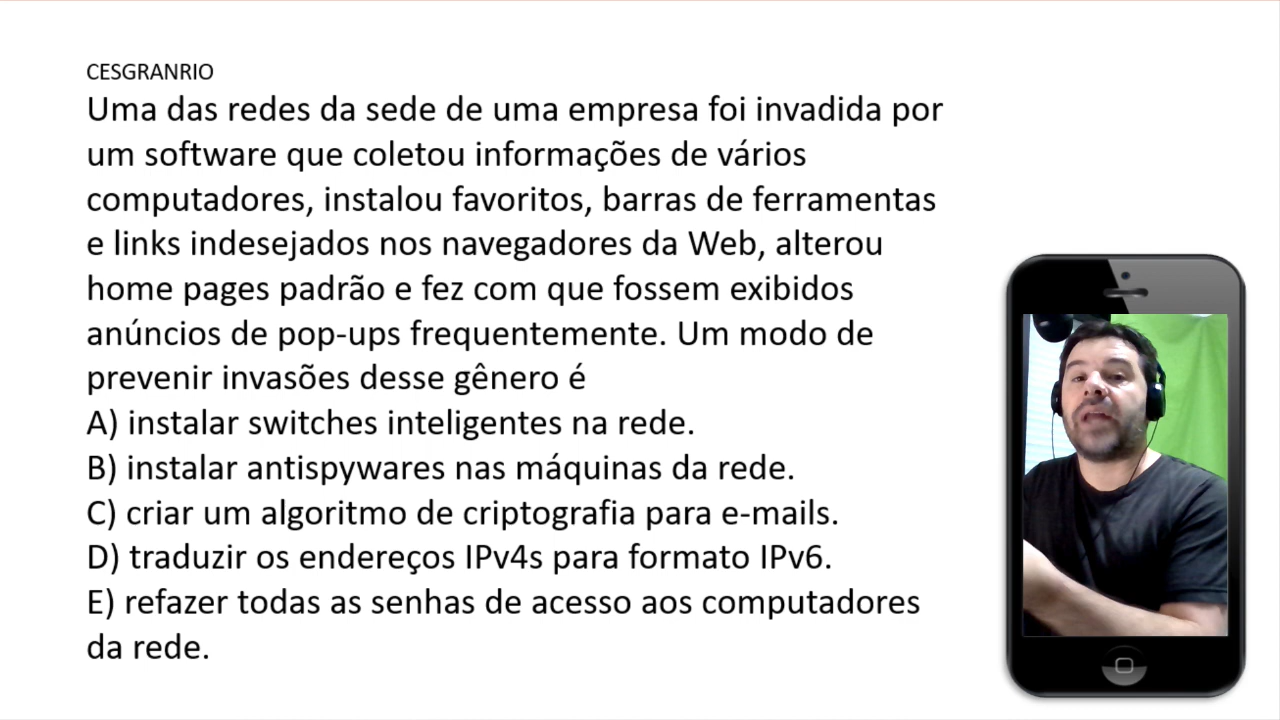 CESGRANRIO
Uma das redes da sede de uma empresa foi invadida por
um software que coletou informações de vários
computadores, instalou favoritos, barras de ferramentas
e links indesejados nos navegadores da Web, alterou
home pages padrão e fez com que fossem exibidos
anúncios de pop-ups frequentemente. Um modo de
prevenir invasões desse gênero é
A) instalar switches inteligentes na rede.
B) instalar antispywares nas máquinas da rede.
C) criar um algoritmo de criptografia para e-mails.
D) traduzir os endereços IPv4s para formato IPv6.
E) refazer todas as senhas de acesso aos computadores
da rede.